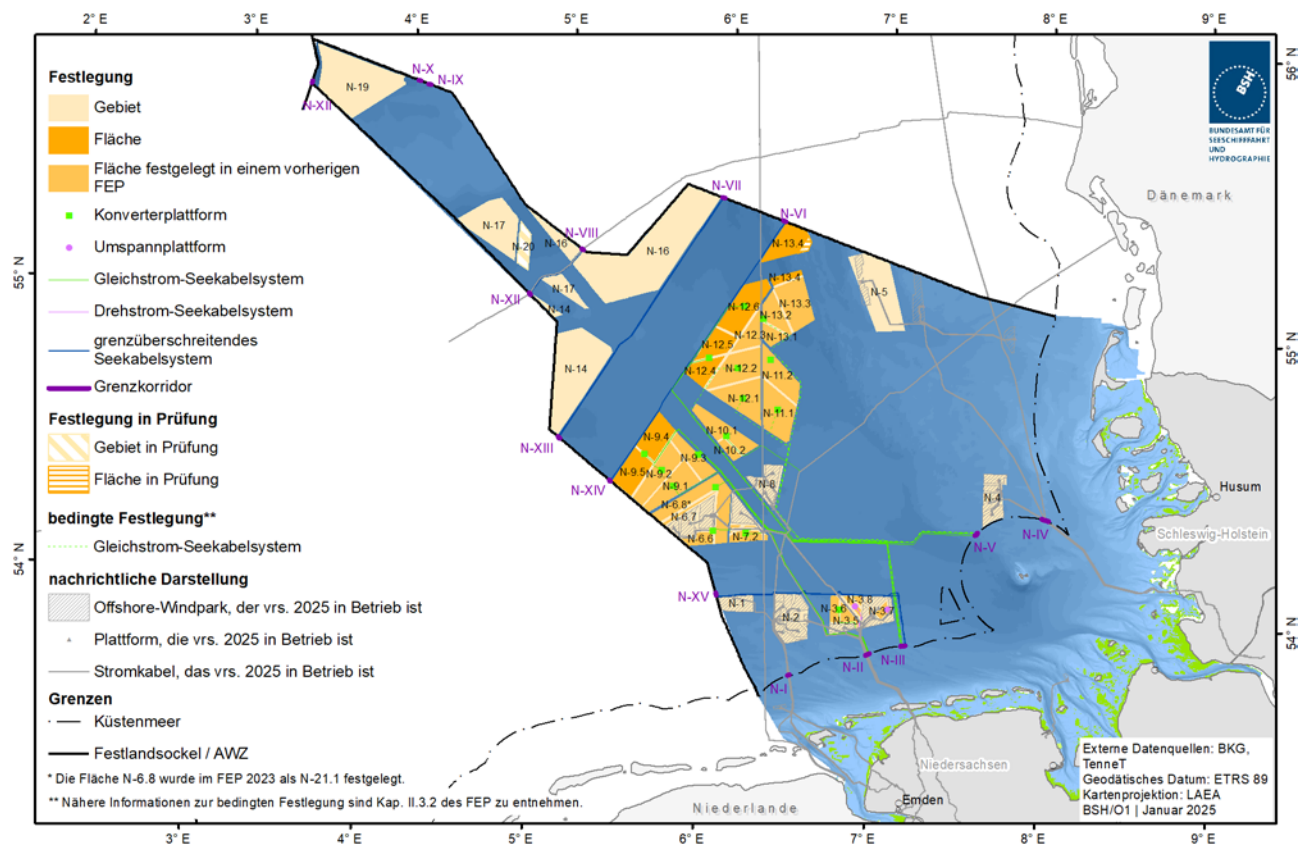 2° E 3° E 4° E 5° E 6° E 7° E 8° E 9° E
56° N
55° N
54° N
55° N
54° N
3° E 4° E 5° E 6° E 7° E 8° E 9° E
Festlegung
Gebiet
Fläche
Fläche festgelegt in einem vorherigen
FEP
Konverterplattform
Umspannplattform
Gleichstrom-Seekabelsystem
Drehstrom-Seekabelsystem
grenzüberschreitendes
Seekabelsystem
Grenzkorridor
Festlegung in Prüfung
Gebiet in Prüfung
Fläche in Prüfung
bedingte Festlegung**
Gleichstrom-Seekabelsystem
nachrichtliche Darstellung
Offshore-Windpark, der vrs. 2025 in Betrieb ist
Plattform, die vrs. 2025 in Betrieb ist
Stromkabel, das vrs. 2025 in Betrieb ist
Grenzen
Küstenmeer
Festlandsockel / AWZ
* Die Fläche N-6.8 wurde im FEP 2023 als N-21.1 festgelegt.
** Nähere Informationen zur bedingten Festlegung sind Kap. II.3.2 des FEP zu entnehmen.
N-X
N-IX
N-19
N-XII
N-VII
N-VI
N-17
N-20
N-16
N-VIII
N-16
N-13.4
N-5
N-XII
N-17
N-14
N-13.4
N-13.3
N-12.6
N-13.2
N-12.3
N-13.1
N-12.5
N-12.4
N-12.2
N-11.2
N-14
N-12.1
N-11.1
N-XIII
N-9.4
N-10.1
N-10.2
N-9.3
N-9.5
N-9.2
N-XIV
N-9.1
N-8
N-6.8*
N-6.7
N-6.6
N-7.2
N-4
N-IV
N-V
N-XV
N-1
N-2
N-3.8
N-3.6
N-3.7
N-3.5
N-II
N-III
N-I
Dänemark
Husum
Schleswig-Holstein
Niedersachsen
Niederlande
Emden
BSH
BUNDESAMT FÜR
SEESCHIFFFAHRT
UND
HYDROGRAPHIE
Externe Datenquellen: BKG,
TenneT
Geodätisches Datum: ETRS 89
Kartenprojektion: LAEA
BSH/O1 | Januar 2025